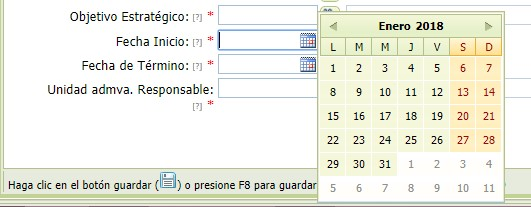 Objetivo Estratégico: [?] *
Fecha Inicio: [?] *
Fecha de Término: [?] *
Unidad admva. Responsable:
[?] *
Enero 2018
L M M J V S D
1 2 3 4 5 6 7
8 9 10 11 12 13 14
15 16 17 18 19 20 21
22 23 24 25 26 27 28
29 30 31 1 2 3 4
5 6 7 8 9 10 11
Haga clic en el botón guardar ( ) o presione F8 para guardar